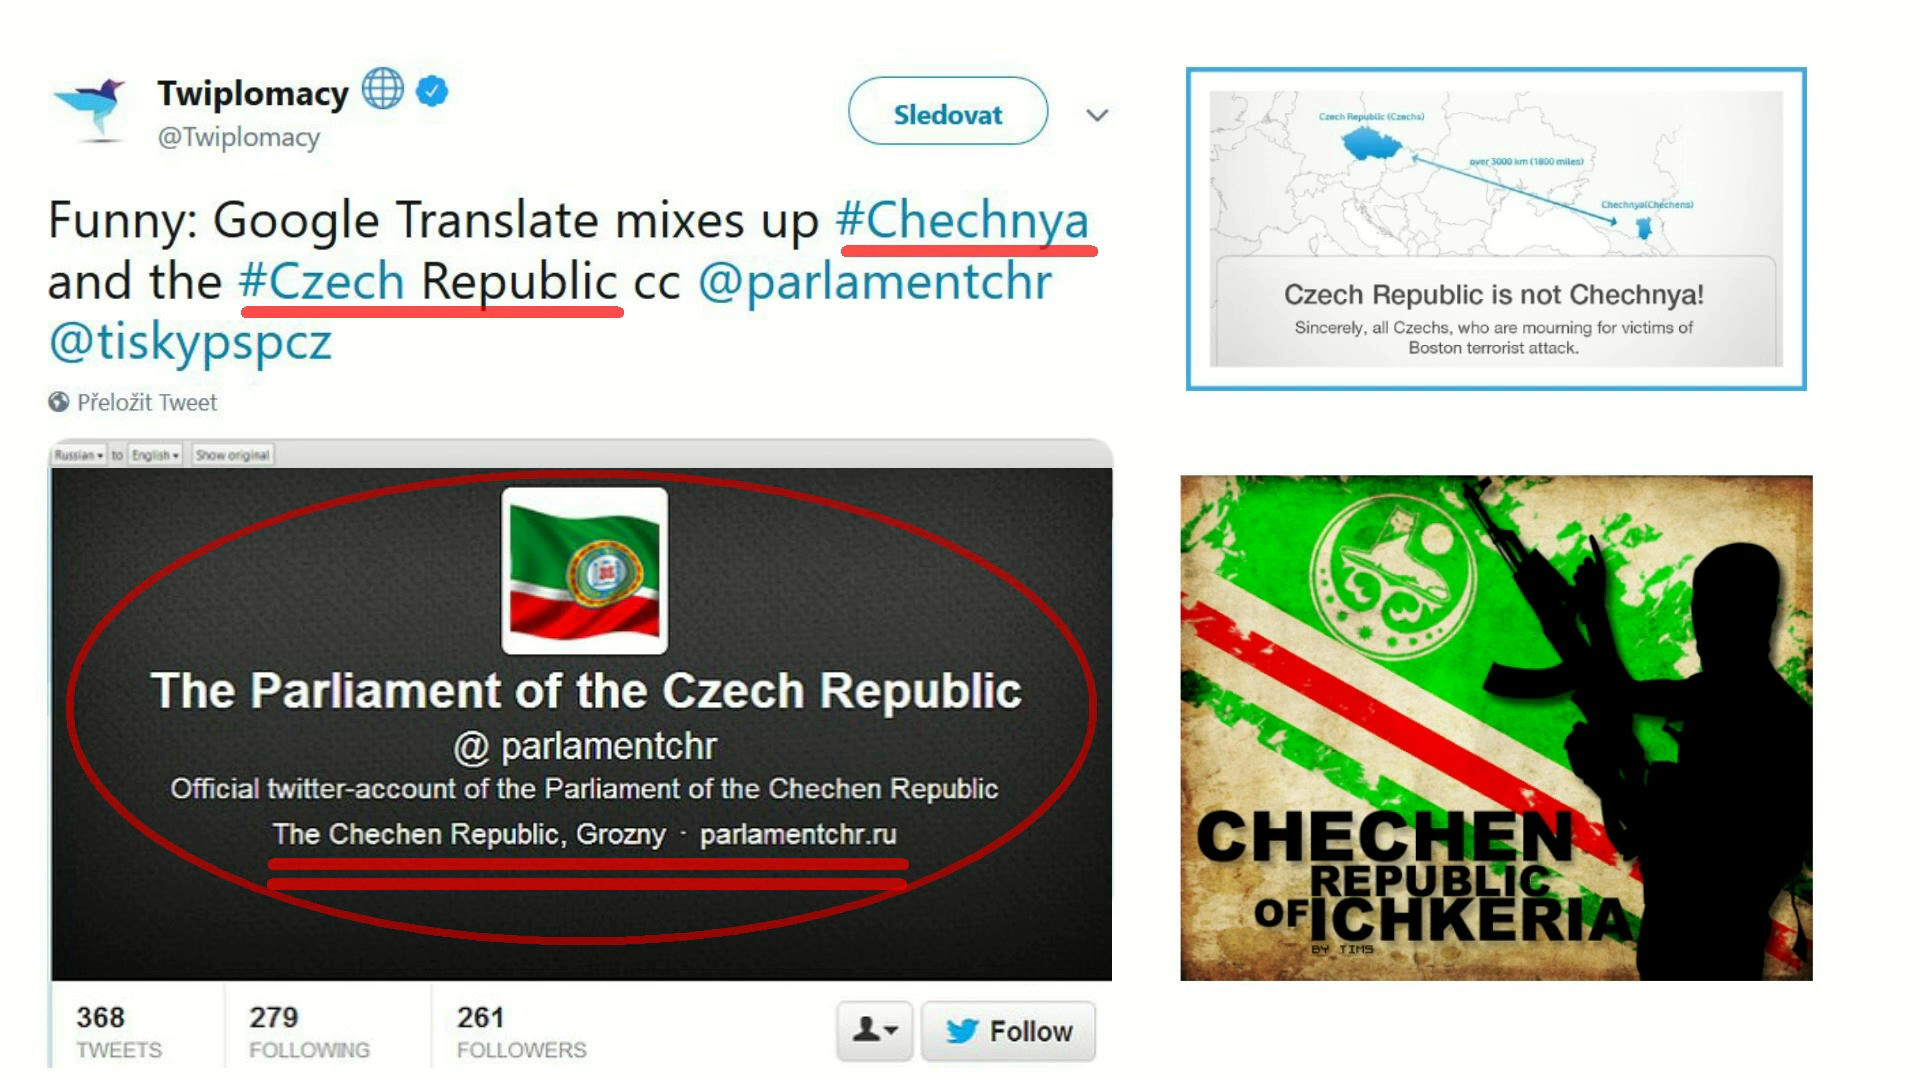 Twiplomacy
@Twiplomacy
Sledovat
Funny: Google Translate mixes up #Chechnya
and the #Czech Republic cc @parlamentchr
@tiskypspcz
Přeložit Tweet
Russian to English Show original
The Parliament of the Czech Republic
@ parlamentchr
Official twitter-account of the Parliament of the Chechen Republic
The Chechen Republic, Grozny · parlamentchr.ru
368
TWEETS
279
FOLLOWING
261
FOLLOWERS
Follow
Czech Republic (Czechs)
over 3000 km (1800 miles)
Chechnya(Chechens)
Czech Republic is not Chechnya!
Sincerely, all Czechs, who are mourning for victims of
Boston terrorist attack.
CHECHEN
REPUBLIC
OF ICHKERIA
BY TIMS